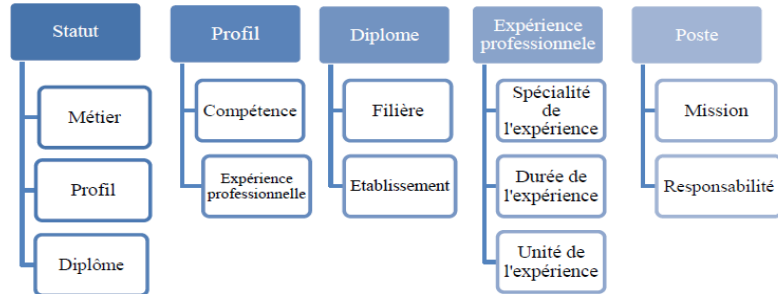 Statut
Métier
Profil
Diplôme
Profil
Compétence
Expérience
professionnelle
Diplome
Filière
Etablissement
Expérience
professionnele
Spécialité
de
l'expérience
Durée de
l'expérience
Unité de
l'expérience
Poste
Mission
Responsabilité